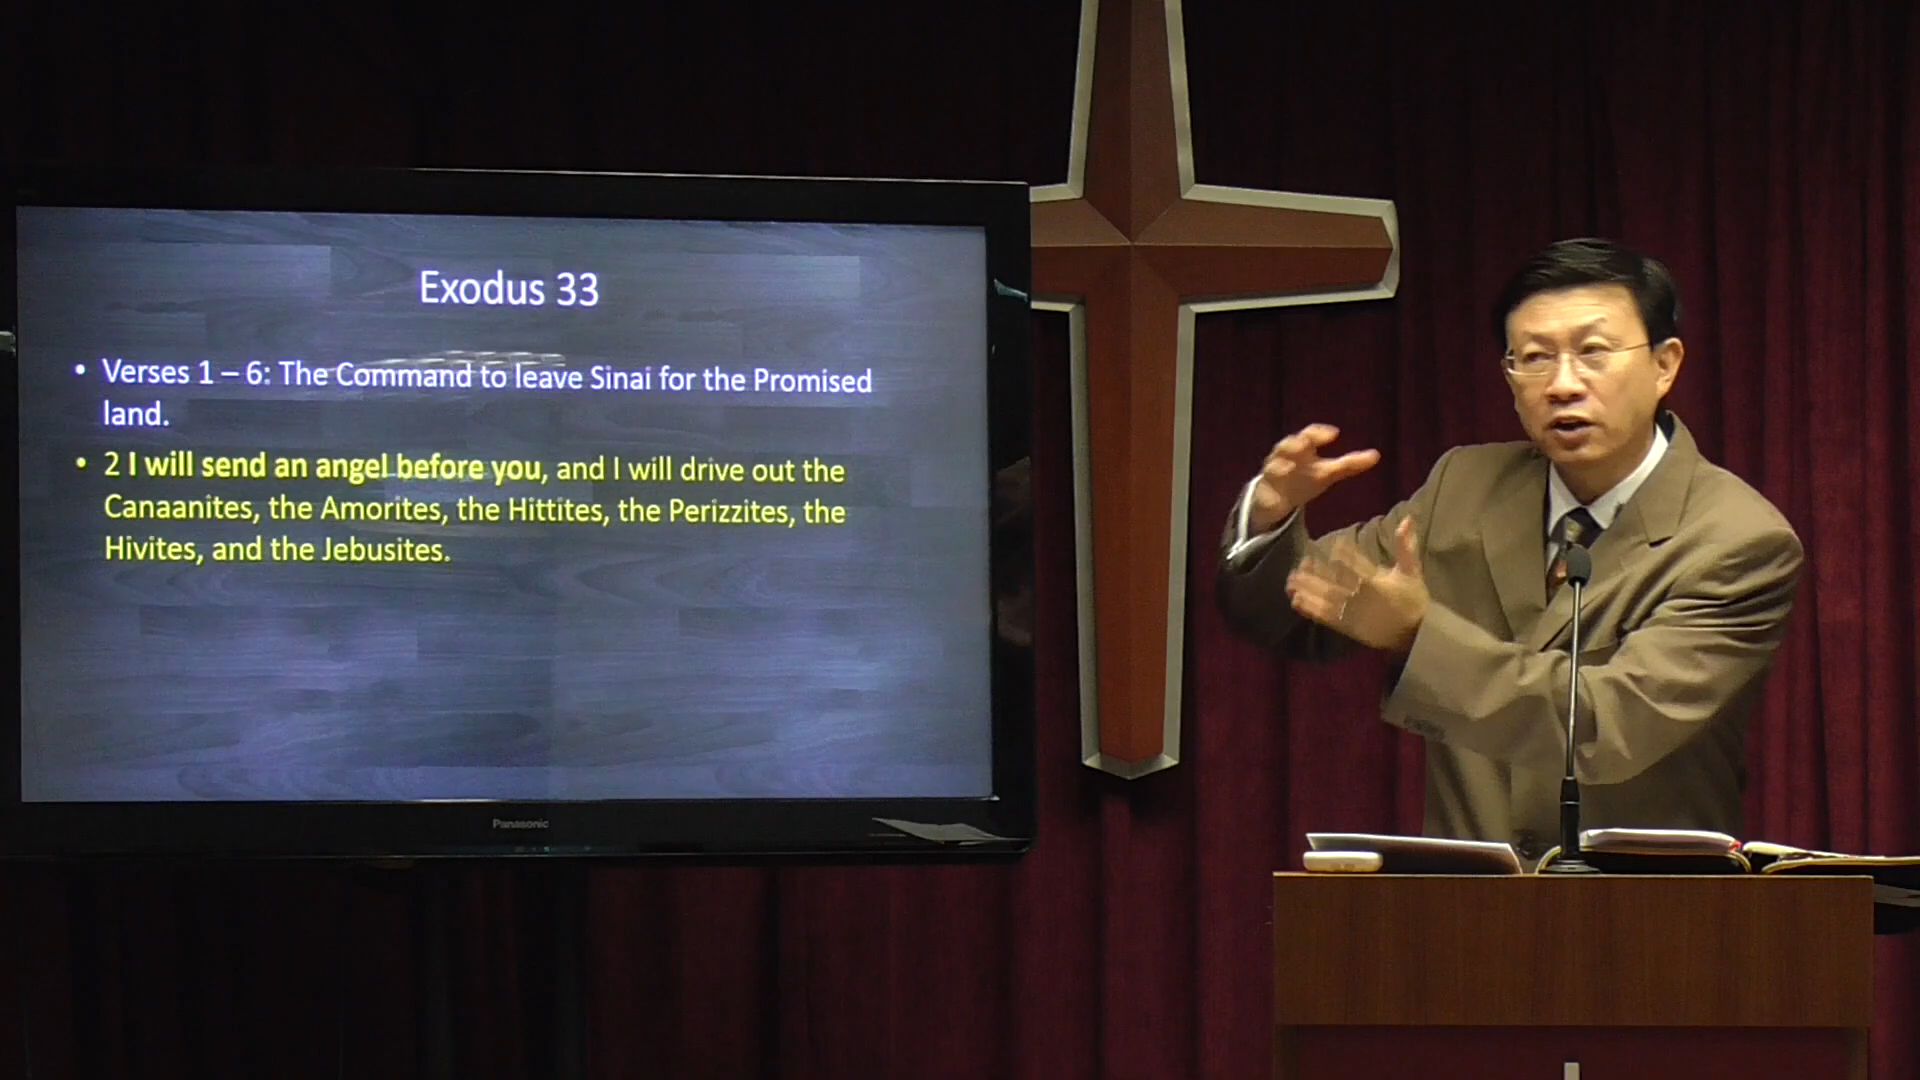 Exodus 33
• Verses 1 – 6: The Command to leave Sinai for the Promised
land.
• 2 I will send an angel before you, and I will drive out the
Canaanites, the Amorites, the Hittites, the Perizzites, the
Hivites, and the Jebusites.
Panasonic